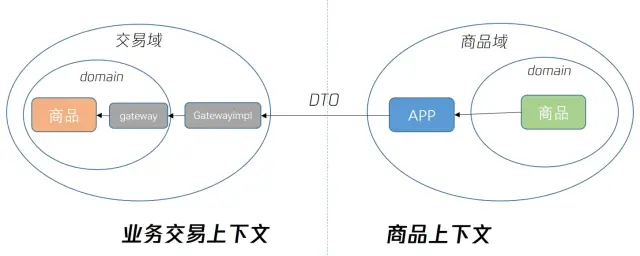 交易域
domain
商品
gateway
Gatewayimpl
DTO
商品域
domain
APP
商品
业务交易上下文
商品上下文